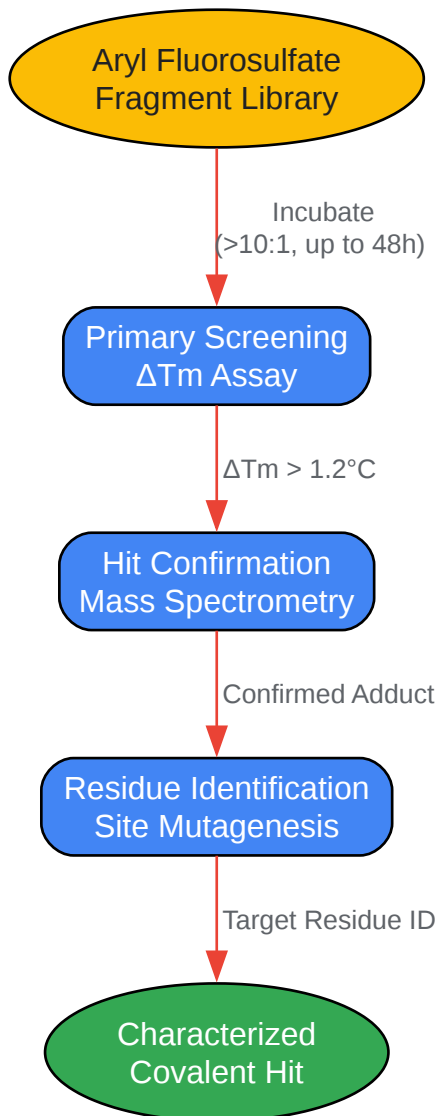 Aryl Fluorosulfate
Fragment Library
Incubate
(>10:1, up to 48h)
Primary Screening
ΔTm Assay
ΔTm > 1.2°C
Hit Confirmation
Mass Spectrometry
Confirmed Adduct
Residue Identification
Site Mutagenesis
Target Residue ID
Characterized
Covalent Hit